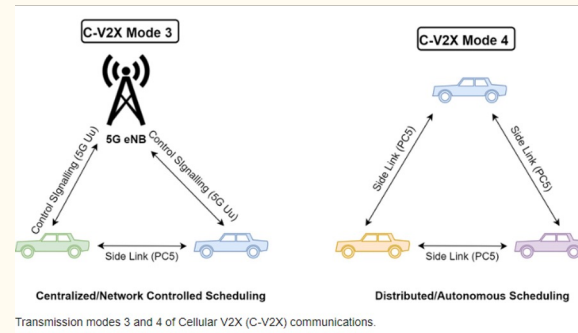 C-V2X Mode 3
C-V2X Mode 4
5G eNB
Control SIgnalling (5G Uu)
Control Signalling (5G Uu)
Side Link (PC5)
Side Link (PC5)
Side Link (PC5)
Side Link (PC5)
Centralized/Network Controlled Scheduling
Distributed/Autonomous Scheduling
Transmission modes 3 and 4 of Cellular V2X (C-V2X) communications.